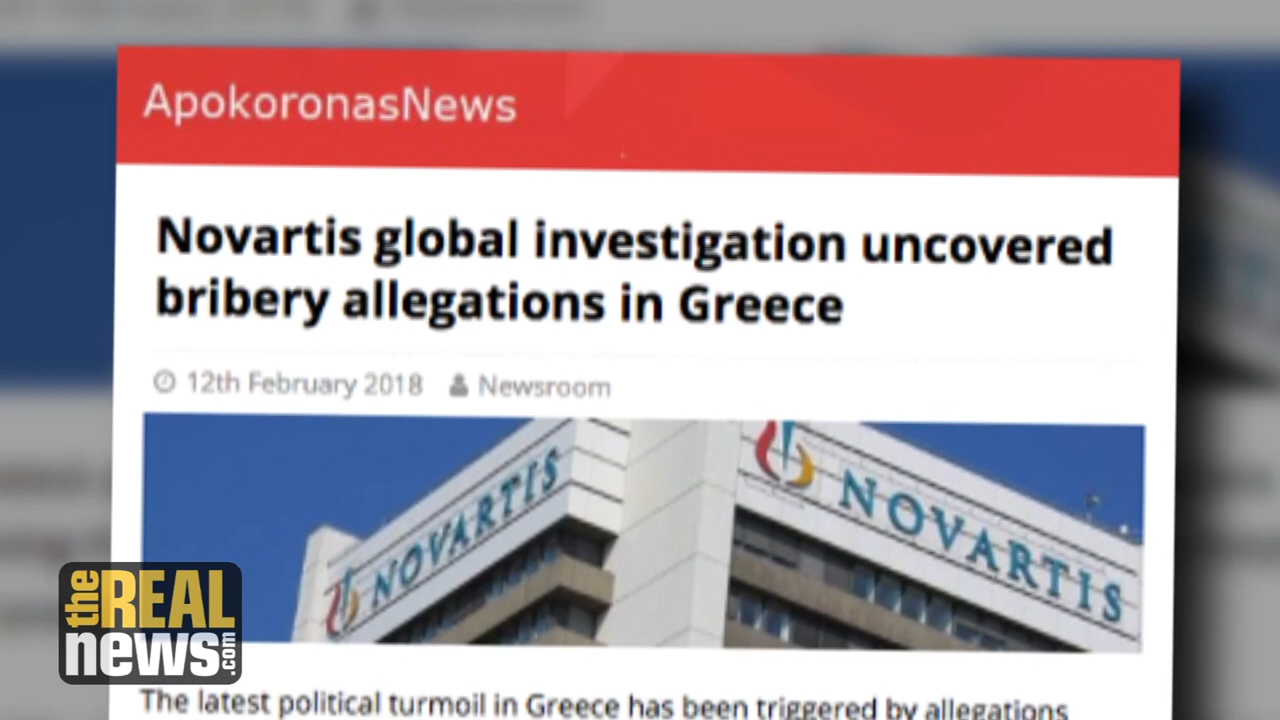 ApokoronasNews
Novartis global investigation uncovered
bribery allegations in Greece
12th February 2018 Newsroom
NOVARTIS
NOVARTIS
the REAL
news.com
The latest political turmoil in Greece has been triggered by allegations